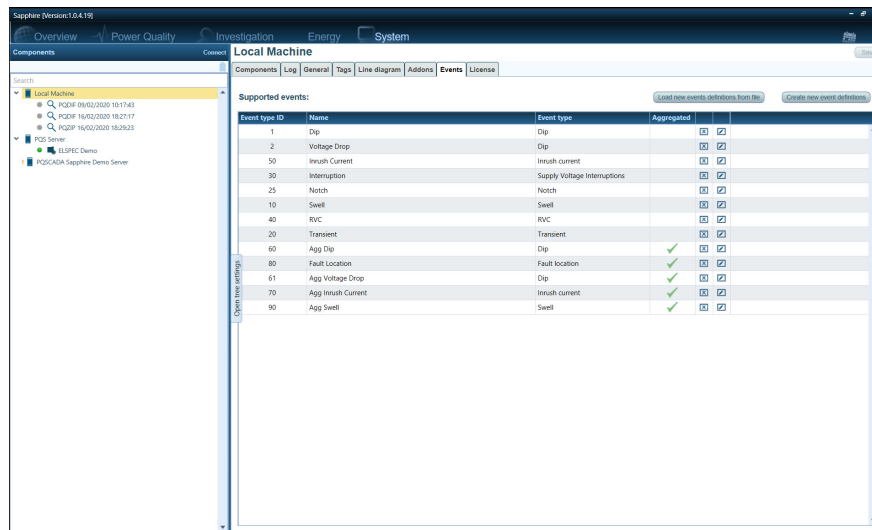 Sapphire [Version:1.0.4.19]
Overview Power Quality Investigation Energy System
Components Connect
Local Machine
Components Log General Tags Line diagram Addons Events License
Search
Local Machine
PQDIF 09/02/2020 10:17:43
PQDIF 16/02/2020 18:27:17
PQZIP 16/02/2020 18:29:23
PQS Server
ELSPEC Demo
PQSCADA Sapphire Demo Server
Open tree settings
Supported events: Load new events definitions from file Create new event definitions
Event type ID Name Event type Aggregated
1 Dip Dip
2 Voltage Drop Dip
50 Inrush Current Inrush current
30 Interruption Supply Voltage Interruptions
25 Notch Notch
10 Swell Swell
40 RVC RVC
20 Transient Transient
60 Agg Dip Dip
80 Fault Location Fault location
61 Agg Voltage Drop Dip
70 Agg Inrush Current Inrush current
90 Agg Swell Swell